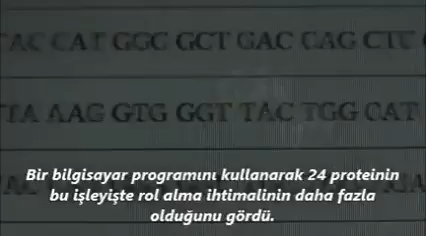 AC CAT GGC GCT GAC CAG CTC
TA AAG GTG GGT TAC TGG CAT
Bir bilgisayar programını kullanarak 24 proteinin
bu işleyişte rol alma ihtimalinin daha fazla
olduğunu gördü.